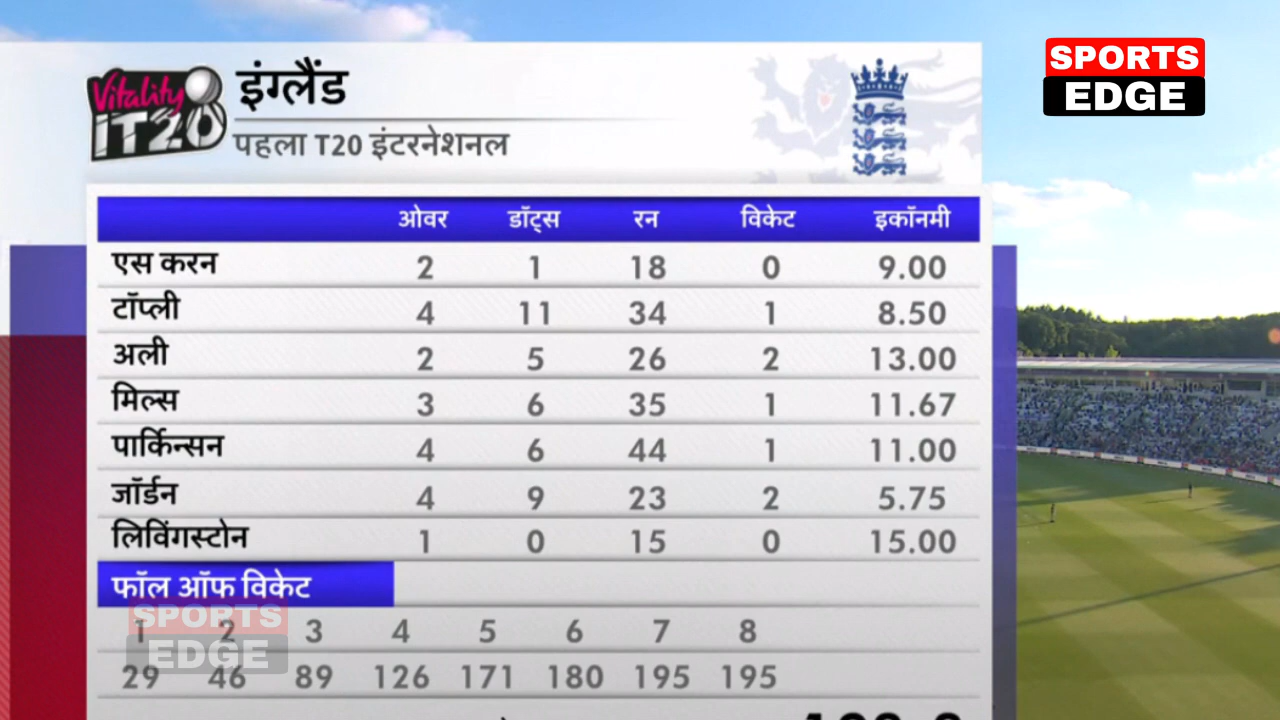 Vitality
IT20
इंग्लैंड
पहला T20 इंटरनेशनल
SPORTS
EDGE
ओवर डॉट्स रन विकेट इकॉनमी
एस करन 2 1 18 0 9.00
टॉप्ली 4 11 34 1 8.50
अली 2 5 26 2 13.00
मिल्स 3 6 35 1 11.67
पार्किन्सन 4 6 44 1 11.00
जॉर्डन 4 9 23 2 5.75
लिविंगस्टोन 1 0 15 0 15.00
फॉल ऑफ विकेट
SPORTS
1 2 3 4 5 6 7 8
EDGE
29 46 89 126 171 180 195 195